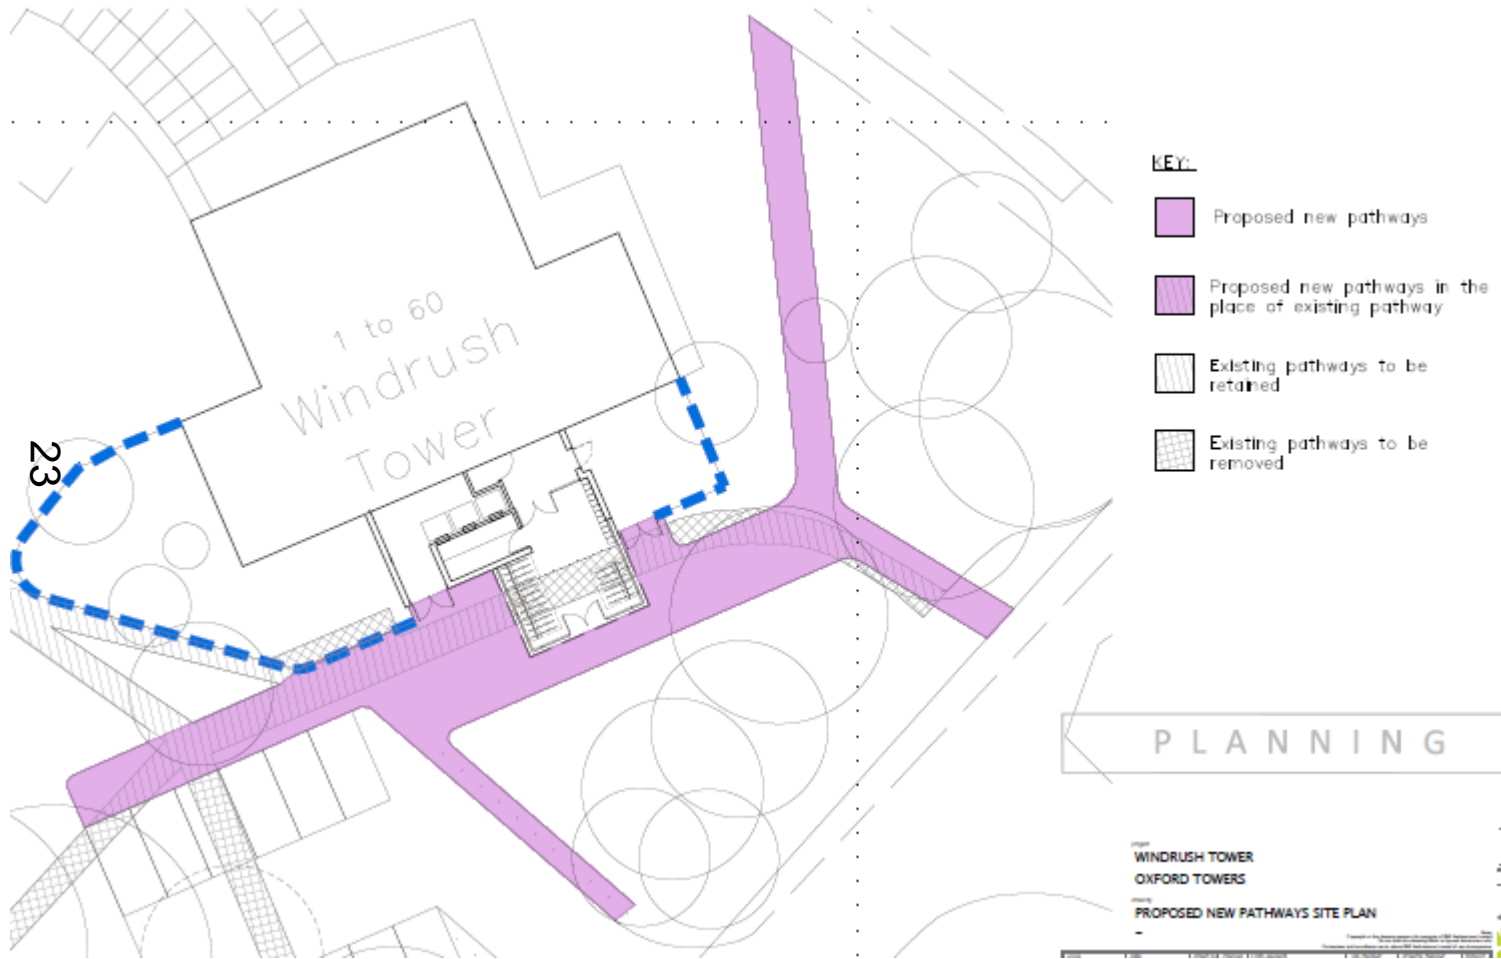 KEY:
Proposed new pathways
Proposed new pathways in the
place of existing pathway
Existing pathways to be
retained
Existing pathways to be
removed
1 to 60
Windrush
Tower
23
PLANNING
WINDRUSH TOWER
OXFORD TOWERS
PROPOSED NEW PATHWAYS SITE PLAN